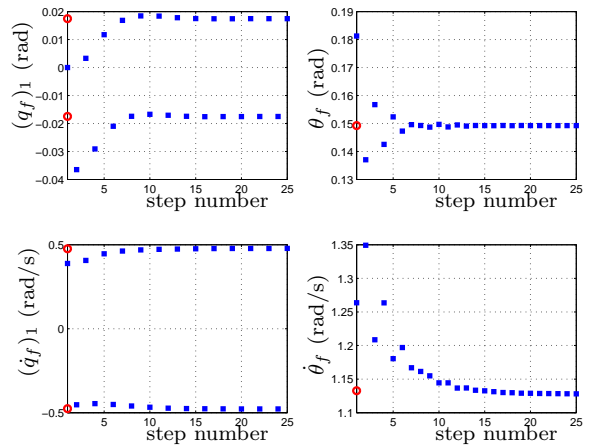 0.02
0.01
0
−0.01
−0.02
−0.03
−0.04
(q_f)_1 (rad)
5 10 15 20 25
step number
0.19
0.18
0.17
0.16
0.15
0.14
0.13
θ_f (rad)
5 10 15 20 25
step number
0.5
0
−0.5
(q̇_f)_1 (rad/s)
5 10 15 20 25
step number
1.35
1.3
1.25
1.2
1.15
1.1
θ̇_f (rad/s)
5 10 15 20 25
step number